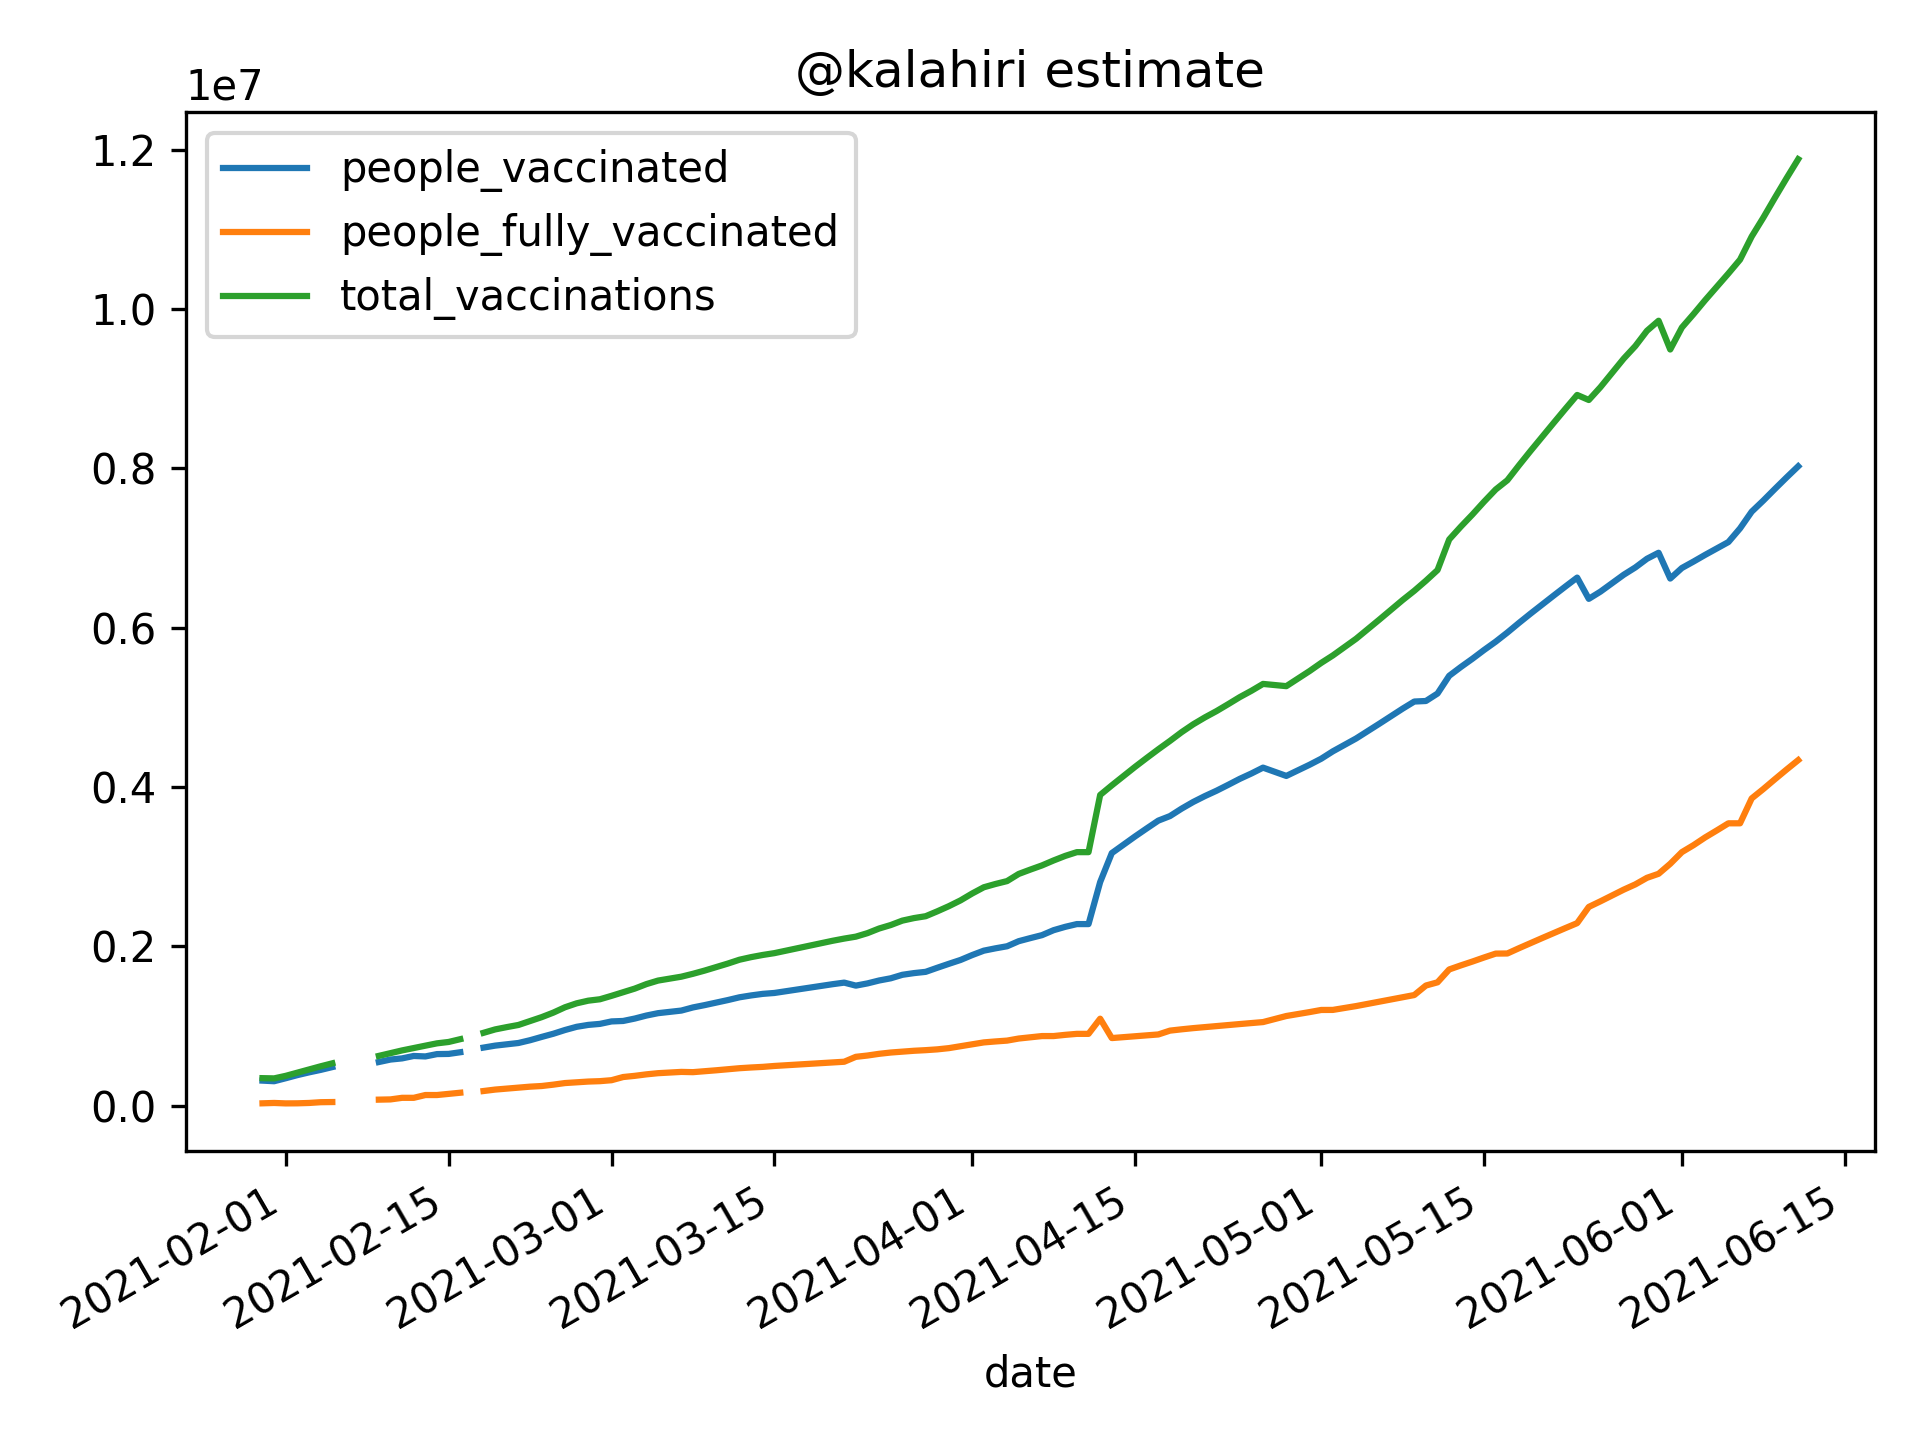 @kalahiri estimate
1e7
people_vaccinated
people_fully_vaccinated
total_vaccinations
1.2
1.0
0.8
0.6
0.4
0.2
0.0
2021-02-01
2021-02-15
2021-03-01
2021-03-15
2021-04-01
2021-04-15
2021-05-01
2021-05-15
2021-06-01
2021-06-15
date